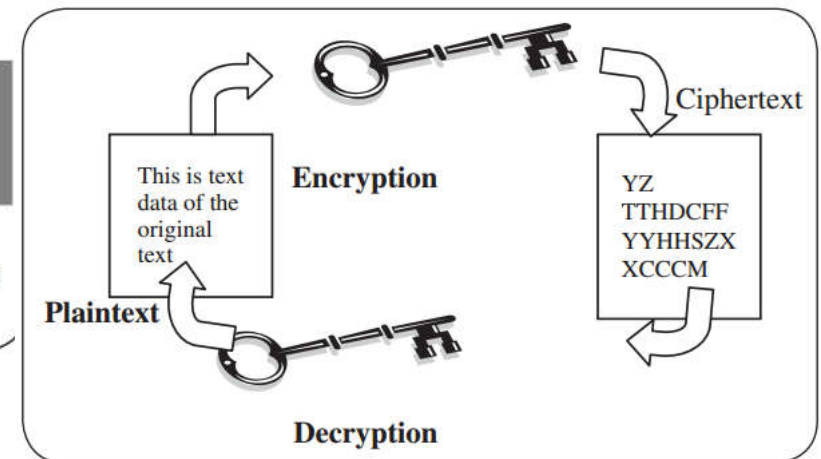 Ciphertext
This is text
data of the
original
text
Encryption
YZ
TTHDCFF
YYHHSZX
XCCCM
Plaintext
Decryption